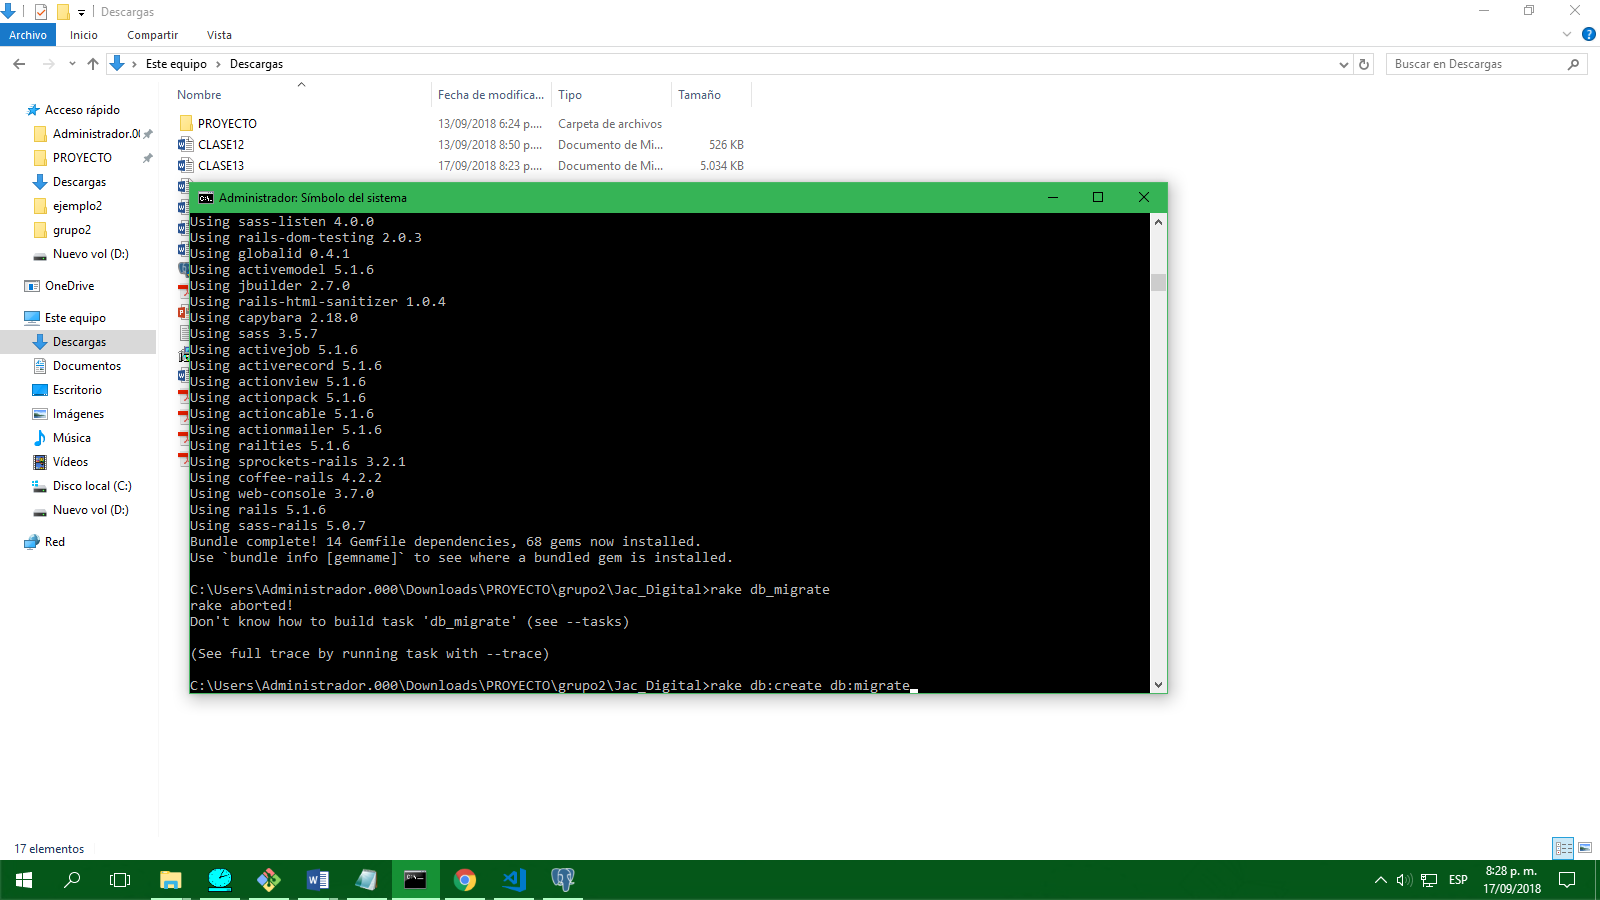 Descargas
Archivo
Inicio
Compartir
Vista
Este equipo
Descargas
Buscar en Descargas
Nombre
Fecha de modifica...
Tipo
Tamaño
PROYECTO
13/09/2018 6:24 p....
Carpeta de archivos
CLASE12
13/09/2018 8:50 p....
Documento de Mi...
526 KB
CLASE13
17/09/2018 8:23 p....
Documento de Mi...
5.034 KB
Acceso rápido
Administrador.00
PROYECTO
Descargas
ejemplo2
grupo2
Nuevo vol (D:)
OneDrive
Este equipo
Descargas
Documentos
Escritorio
Imágenes
Música
Vídeos
Disco local (C:)
Nuevo vol (D:)
Red
Administrador: Símbolo del sistema
Using sass-listen 4.0.0
Using rails-dom-testing 2.0.3
Using globalid 0.4.1
Using activemodel 5.1.6
Using jbuilder 2.7.0
Using rails-html-sanitizer 1.0.4
Using capybara 2.18.0
Using sass 3.5.7
Using activejob 5.1.6
Using activerecord 5.1.6
Using actionview 5.1.6
Using actionpack 5.1.6
Using actioncable 5.1.6
Using actionmailer 5.1.6
Using railties 5.1.6
Using sprockets-rails 3.2.1
Using coffee-rails 4.2.2
Using web-console 3.7.0
Using rails 5.1.6
Using sass-rails 5.0.7
Bundle complete! 14 Gemfile dependencies, 68 gems now installed.
Use `bundle info [gemname]` to see where a bundled gem is installed.
C:\Users\Administrador.000\Downloads\PROYECTO\grupo2\Jac_Digital>rake db_migrate
rake aborted!
Don't know how to build task 'db_migrate' (see --tasks)
(See full trace by running task with --trace)
C:\Users\Administrador.000\Downloads\PROYECTO\grupo2\Jac_Digital>rake db:create db:migrate
17 elementos
ESP
8:28 p. m.
17/09/2018